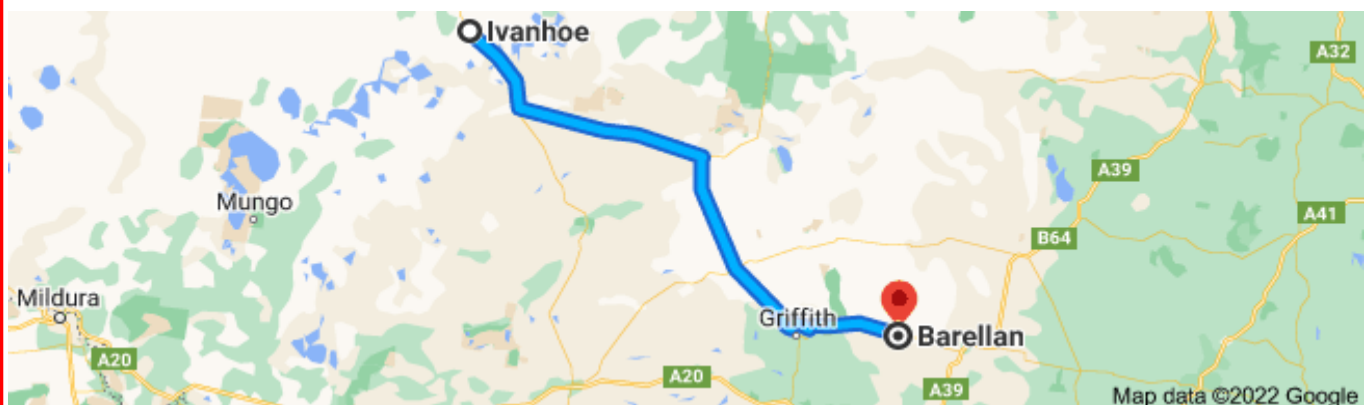 Ivanhoe
A32
A39
Mungo
A41
B64
Mildura
Griffith
Barellan
A20
A20
A39
Map data ©2022 Google